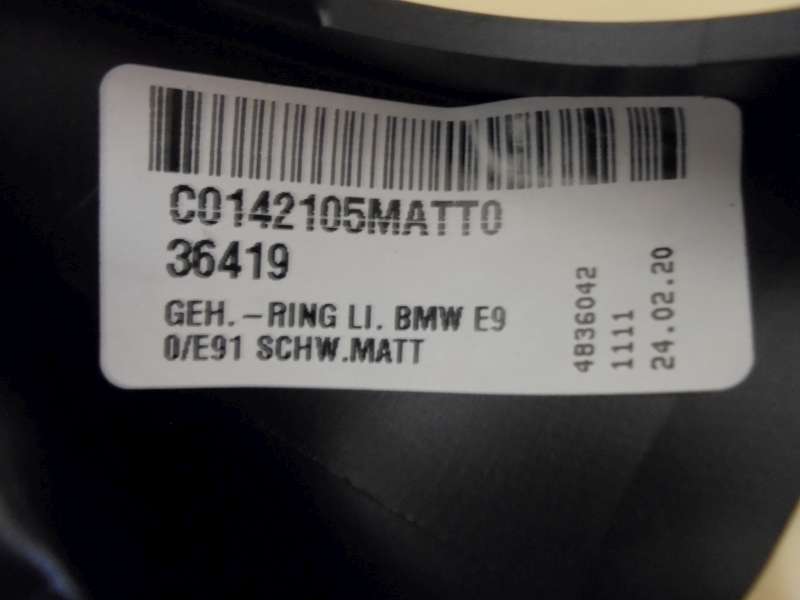 C0142105MATT0
36419
GEH.-RING LI. BMW E9
0/E91 SCHW.MATT
4836042
1111
24.02.20